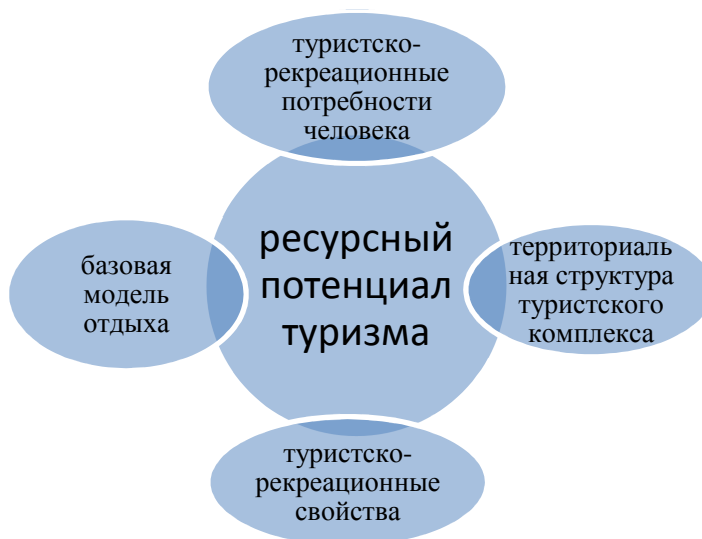 туристско-
рекреационные
потребности
человека
базовая
модель
отдыха
ресурсный
потенциал
туризма
территориаль
ная структура
туристского
комплекса
туристско-
рекреационные
свойства